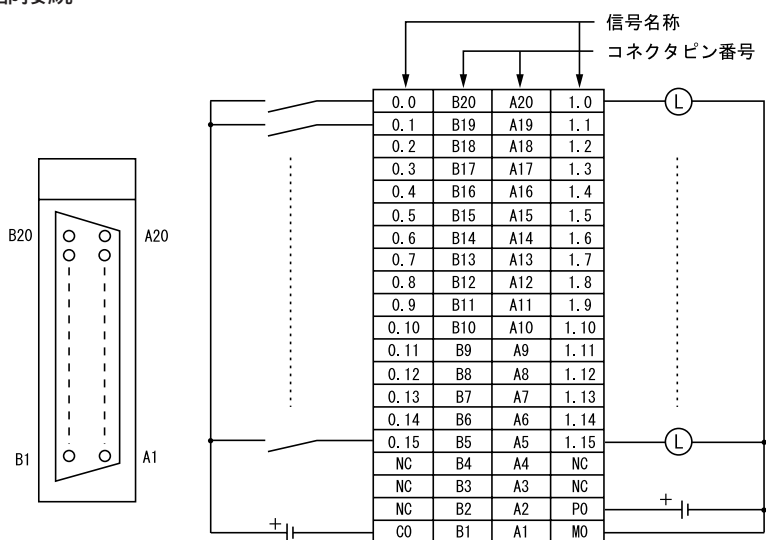 信号名称
コネクタピン番号
0.0 B20 A20 1.0 L
0.1 B19 A19 1.1
0.2 B18 A18 1.2
0.3 B17 A17 1.3
0.4 B16 A16 1.4
0.5 B15 A15 1.5
0.6 B14 A14 1.6
0.7 B13 A13 1.7
0.8 B12 A12 1.8
0.9 B11 A11 1.9
0.10 B10 A10 1.10
0.11 B9 A9 1.11
0.12 B8 A8 1.12
0.13 B7 A7 1.13
0.14 B6 A6 1.14
0.15 B5 A5 1.15 L
NC B4 A4 NC
NC B3 A3 NC
NC B2 A2 P0 +
+ C0 B1 A1 M0
B20 A20
B1 A1